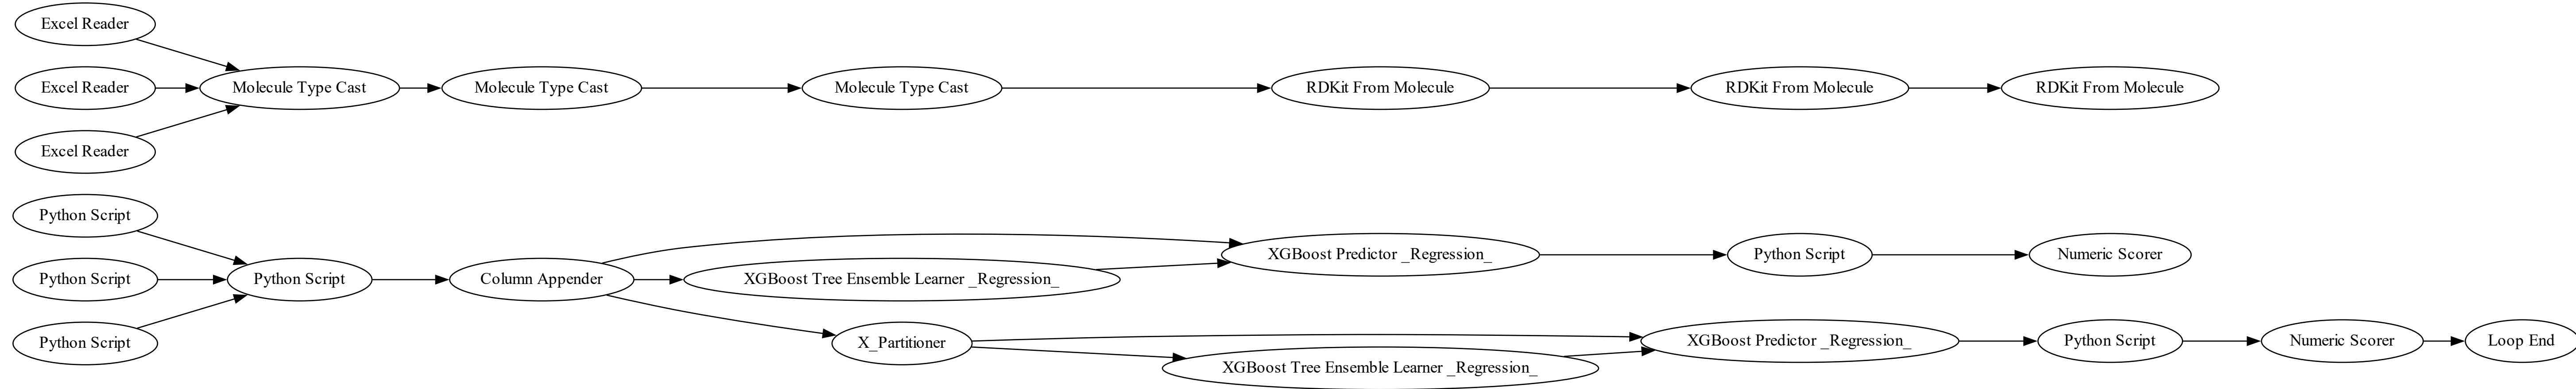 Excel Reader
Excel Reader
Molecule Type Cast
Molecule Type Cast
Molecule Type Cast
RDKit From Molecule
RDKit From Molecule
RDKit From Molecule
Excel Reader
Python Script
Python Script
Python Script
Python Script
Column Appender
XGBoost Tree Ensemble Learner _Regression_
XGBoost Predictor _Regression_
Python Script
Numeric Scorer
X_Partitioner
XGBoost Tree Ensemble Learner _Regression_
XGBoost Predictor _Regression_
Python Script
Numeric Scorer
Loop End